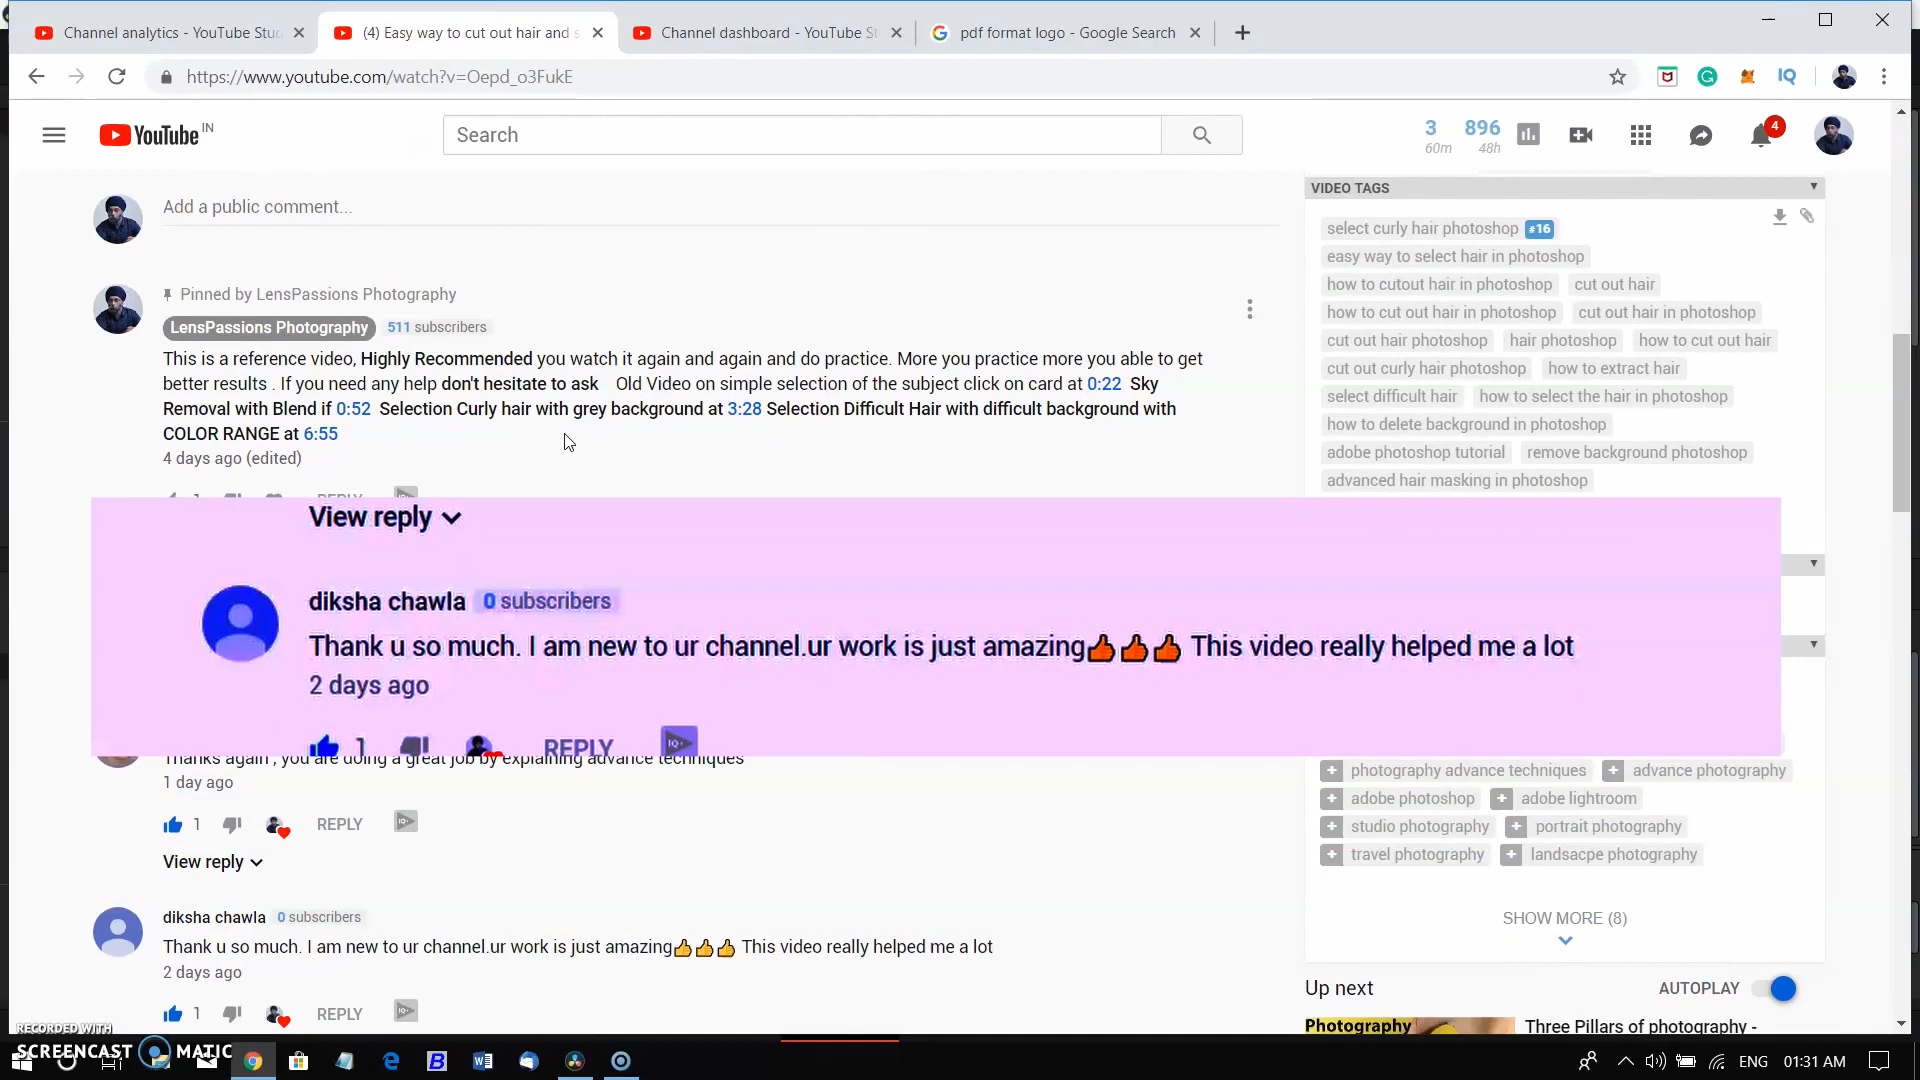 Channel analytics - YouTube Stud
(4) Easy way to cut out hair and s
Channel dashboard - YouTube St
pdf format logo - Google Search
https://www.youtube.com/watch?v=Oepd_o3FukE
IQ
YouTube IN
Search
3 896
60m 48h
4
Add a public comment...
Pinned by LensPassions Photography
LensPassions Photography 511 subscribers
This is a reference video, Highly Recommended you watch it again and again and do practice. More you practice more you able to get
better results . If you need any help don't hesitate to ask Old Video on simple selection of the subject click on card at 0:22 Sky
Removal with Blend if 0:52 Selection Curly hair with grey background at 3:28 Selection Difficult Hair with difficult background with
COLOR RANGE at 6:55
4 days ago (edited)
1 REPLY
View reply
diksha chawla 0 subscribers
Thank u so much. I am new to ur channel.ur work is just amazing👍👍👍 This video really helped me a lot
2 days ago
1 REPLY IQ+
Thanks again , you are doing a great job by explaining advance techniques
1 day ago
1 REPLY IQ+
View reply
diksha chawla 0 subscribers
Thank u so much. I am new to ur channel.ur work is just amazing👍👍👍 This video really helped me a lot
2 days ago
1 REPLY IQ+
VIDEO TAGS
select curly hair photoshop #16
easy way to select hair in photoshop
how to cutout hair in photoshop cut out hair
how to cut out hair in photoshop cut out hair in photoshop
cut out hair photoshop hair photoshop how to cut out hair
cut out curly hair photoshop how to extract hair
select difficult hair how to select the hair in photoshop
how to delete background in photoshop
adobe photoshop tutorial remove background photoshop
advanced hair masking in photoshop
+ photography advance techniques + advance photography
+ adobe photoshop + adobe lightroom
+ studio photography + portrait photography
+ travel photography + landsacpe photography
SHOW MORE (8)
Up next AUTOPLAY
Photography
Three Pillars of photography -
RECORDED WITH
SCREENCAST MATIC
ENG 01:31 AM